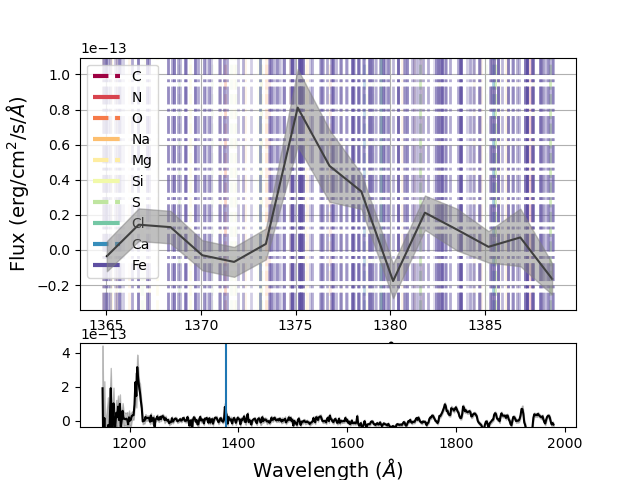 1e−13
1.0
0.8
0.6
0.4
0.2
0.0
−0.2
Flux (erg/cm²/s/Å)
C
N
O
Na
Mg
Si
S
Cl
Ca
Fe
1365
1370
1375
1380
1385
1e−13
4
2
0
1200
1400
1600
1800
2000
Wavelength (Å)